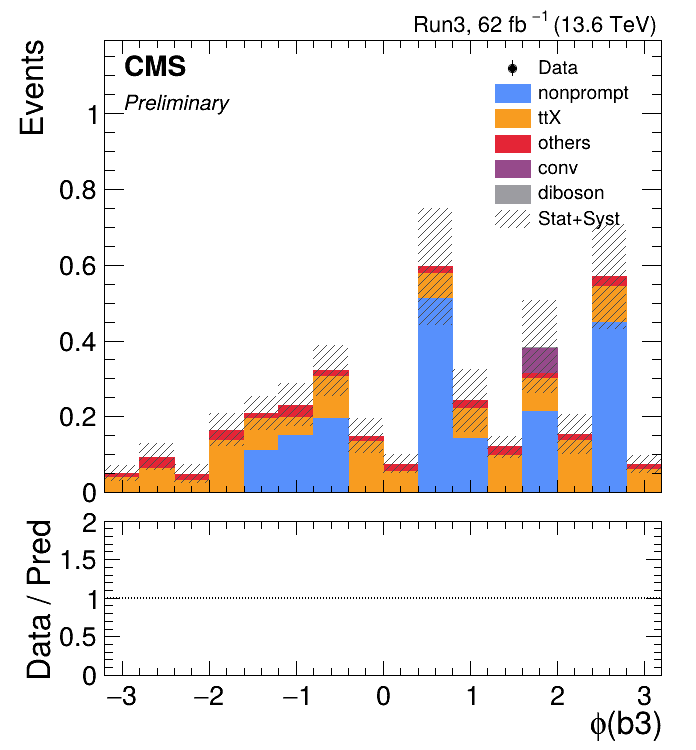 Run3, 62 fb⁻¹ (13.6 TeV)
CMS
Preliminary
Events
Data
nonprompt
ttX
others
conv
diboson
Stat+Syst
1
0.8
0.6
0.4
0.2
0
Data / Pred
2
1.5
1
0.5
0
−3 −2 −1 0 1 2 3
ϕ(b3)